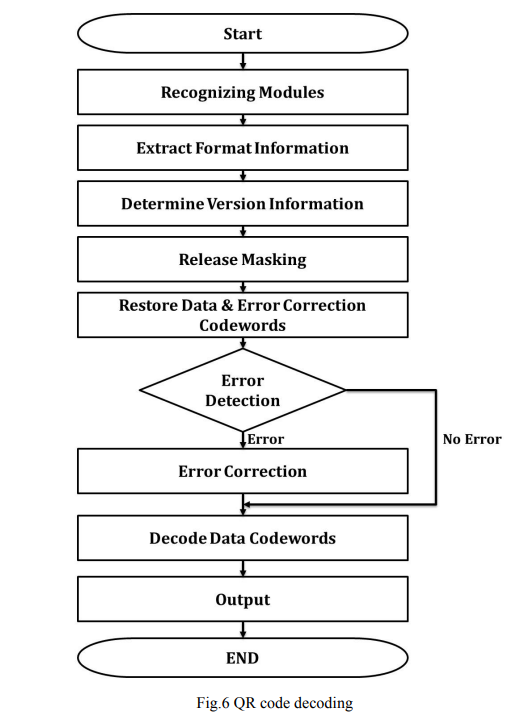 Start
Recognizing Modules
Extract Format Information
Determine Version Information
Release Masking
Restore Data & Error Correction
Codewords
Error
Detection
Error
No Error
Error Correction
Decode Data Codewords
Output
END
Fig.6 QR code decoding